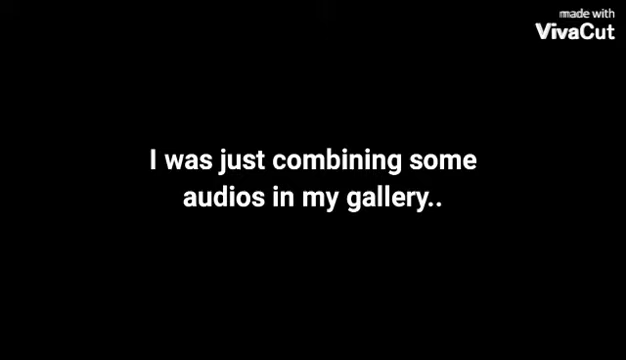 made with
VivaCut
I was just combining some
audios in my gallery..